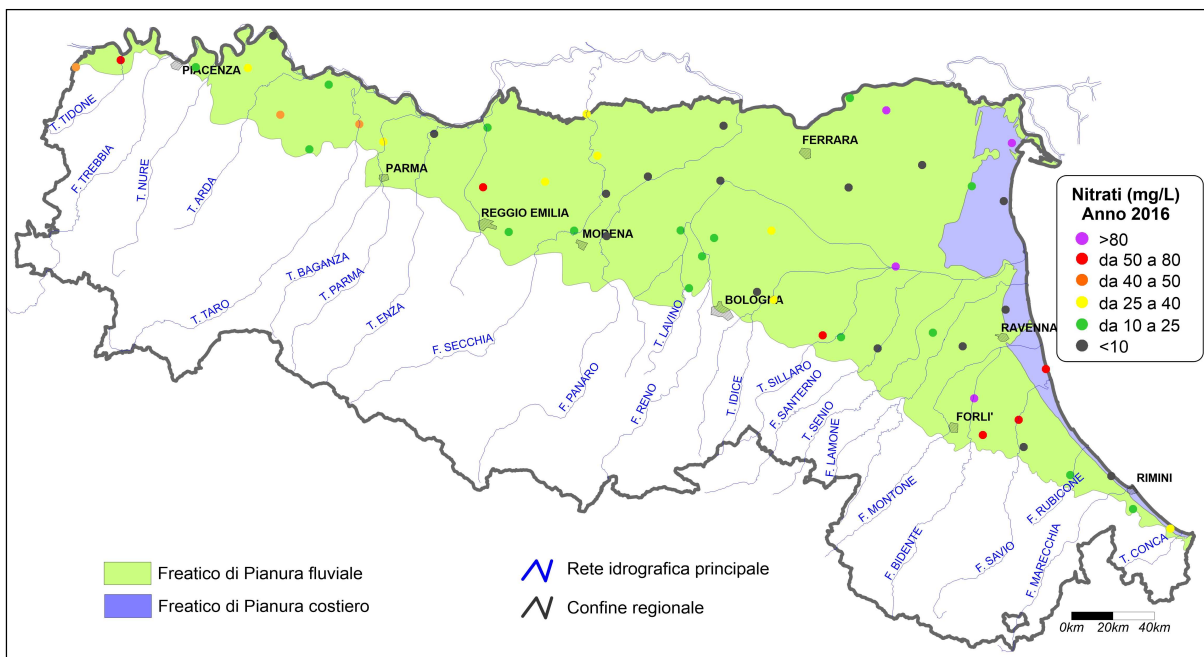 PIACENZA
T. TIDONE
F. TREBBIA
T. NURE
T. ARDA
PARMA
FERRARA
REGGIO EMILIA
MODENA
T. BAGANZA
T. PARMA
T. TARO
T. ENZA
F. SECCHIA
F. PANARO
T. LAVINO
F. RENO
BOLOGNA
T. IDICE
T. SILLARO
F. SANTERNO
T. SENIO
F. LAMONE
RAVENNA
FORLI'
F. MONTONE
F. BIDENTE
F. SAVIO
F. RUBICONE
F. MARECCHIA
RIMINI
T. CONCA
Nitrati (mg/L)
Anno 2016
>80
da 50 a 80
da 40 a 50
da 25 a 40
da 10 a 25
<10
Freatico di Pianura fluviale
Freatico di Pianura costiero
Rete idrografica principale
Confine regionale
0km 20km 40km